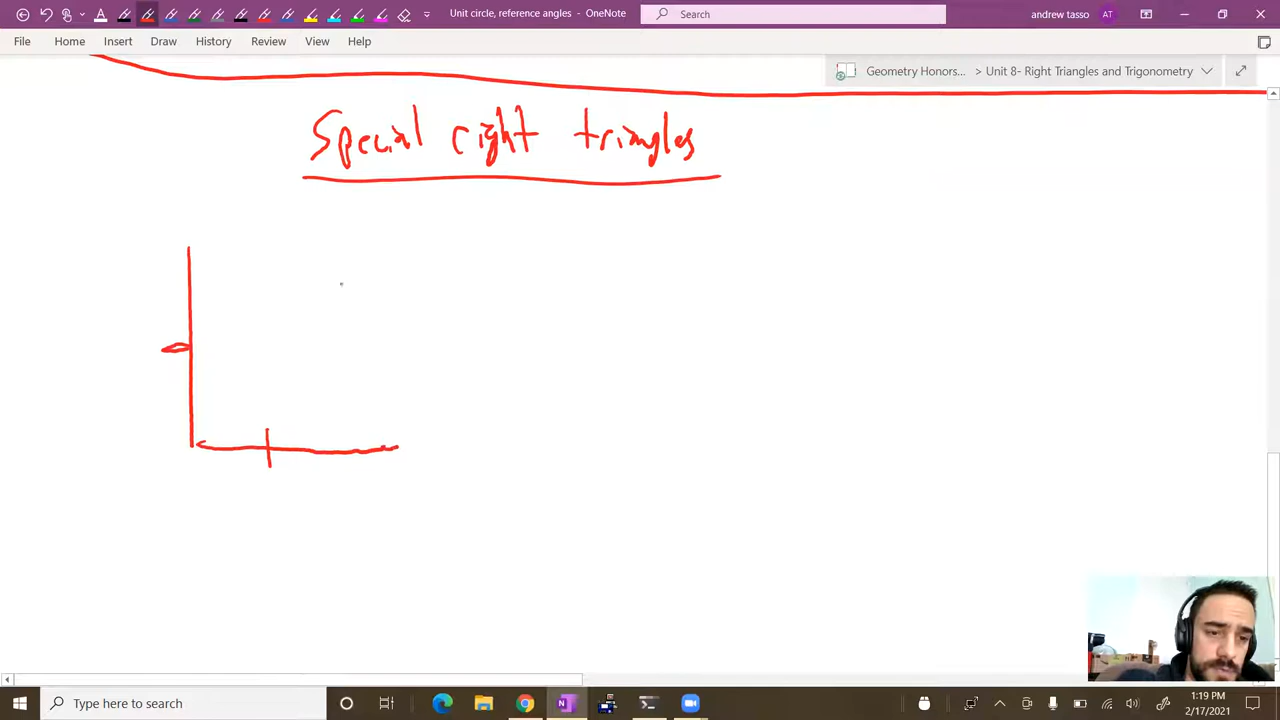 Unit circle, reference angles - OneNote
Search
andrew tasso
AT
File Home Insert Draw History Review View Help
Geometry Honors... > Unit 8- Right Triangles and Trigonometry
Special right triangles
Type here to search
1:19 PM
2/17/2021